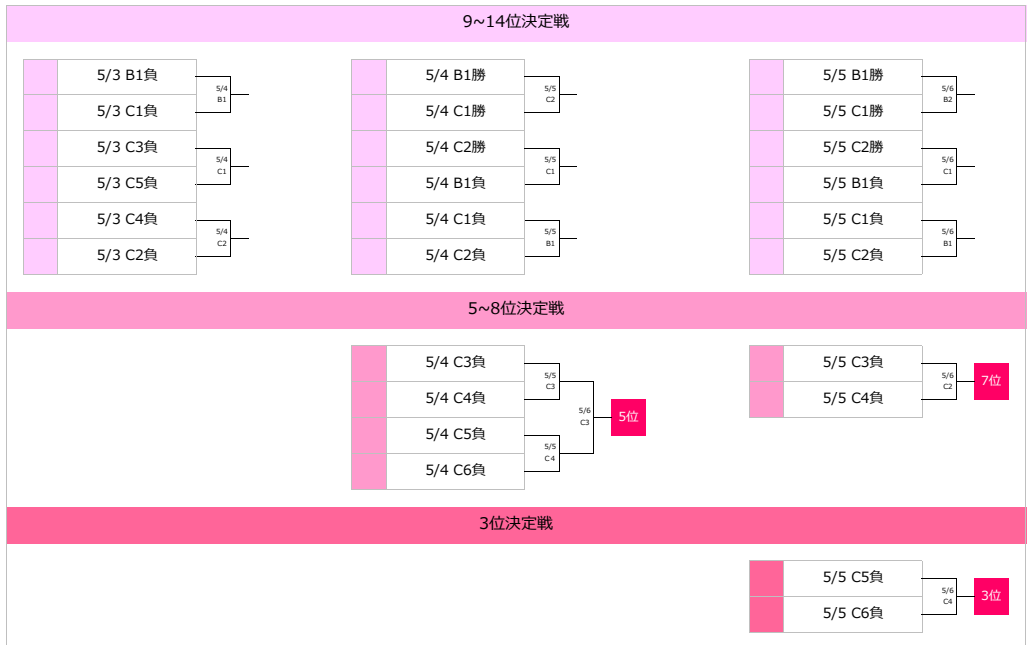 9~14位決定戦
5/3 B1負
5/3 C1負
5/4
B1
5/3 C3負
5/3 C5負
5/4
C1
5/3 C4負
5/3 C2負
5/4
C2
5/4 B1勝
5/4 C1勝
5/5
C2
5/4 C2勝
5/4 B1負
5/5
C1
5/4 C1負
5/4 C2負
5/5
B1
5/5 B1勝
5/5 C1勝
5/6
B2
5/5 C2勝
5/5 B1負
5/6
C1
5/5 C1負
5/5 C2負
5/6
B1
5~8位決定戦
5/4 C3負
5/4 C4負
5/5
C3
5/4 C5負
5/4 C6負
5/5
C4
5/6
C3
5位
5/5 C3負
5/5 C4負
5/6
C2
7位
3位決定戦
5/5 C5負
5/5 C6負
5/6
C4
3位